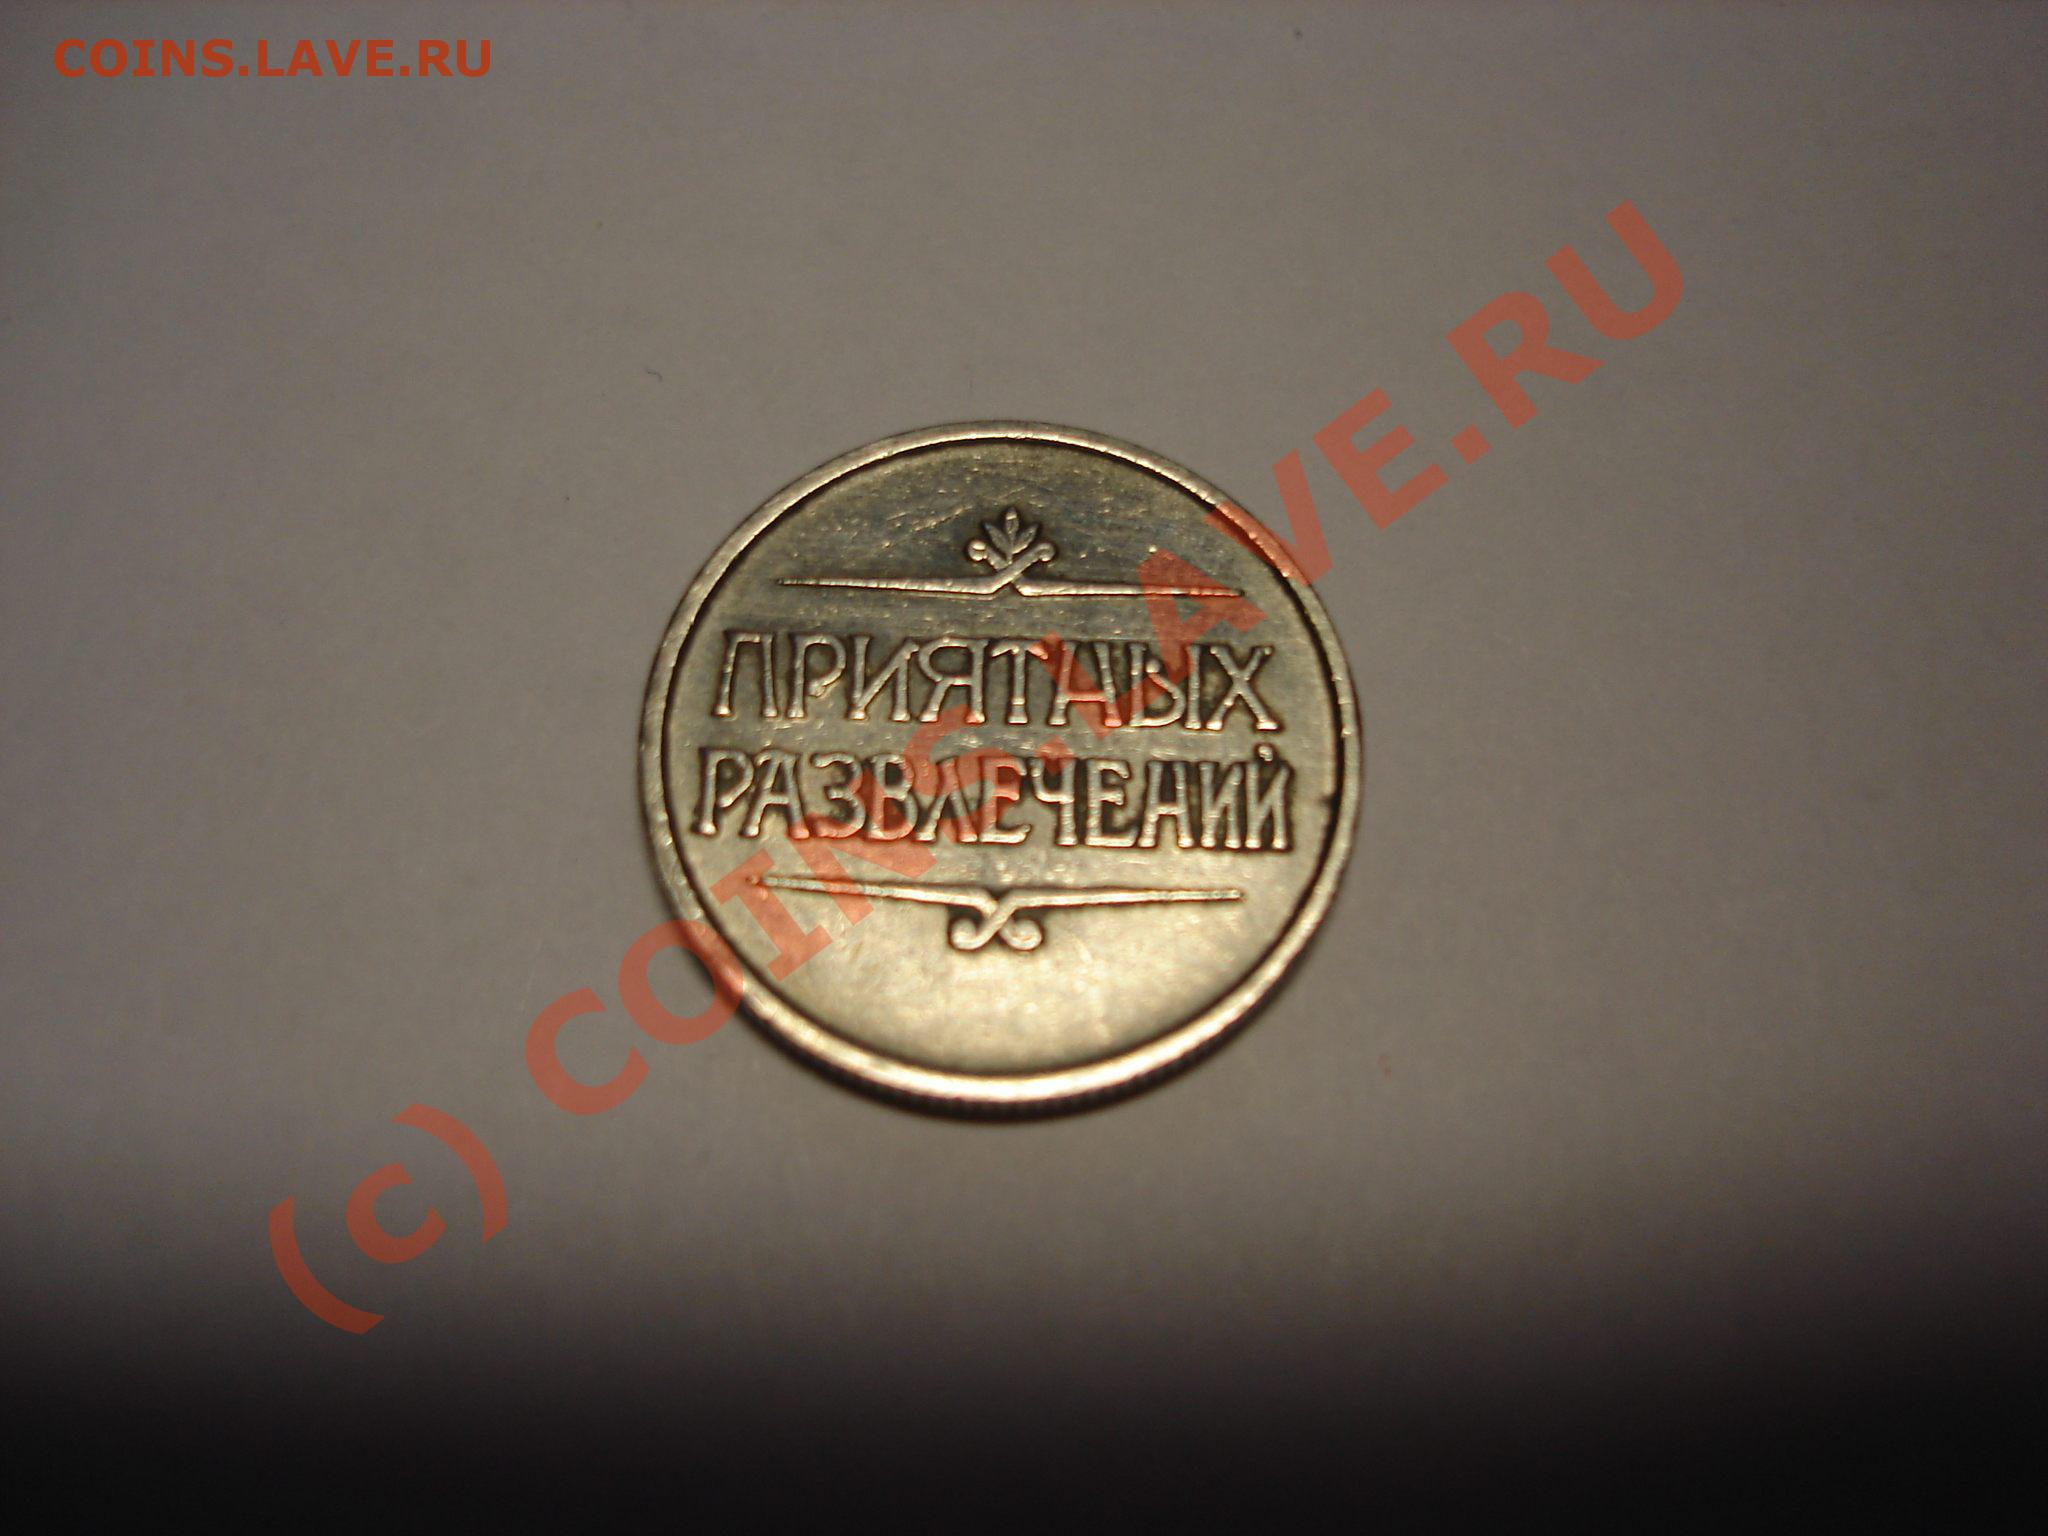 COINS.LAVE.RU
ПРИЯТНЫХ
РАЗВЛЕЧЕНИЙ
(c) COINS.LAVE.RU